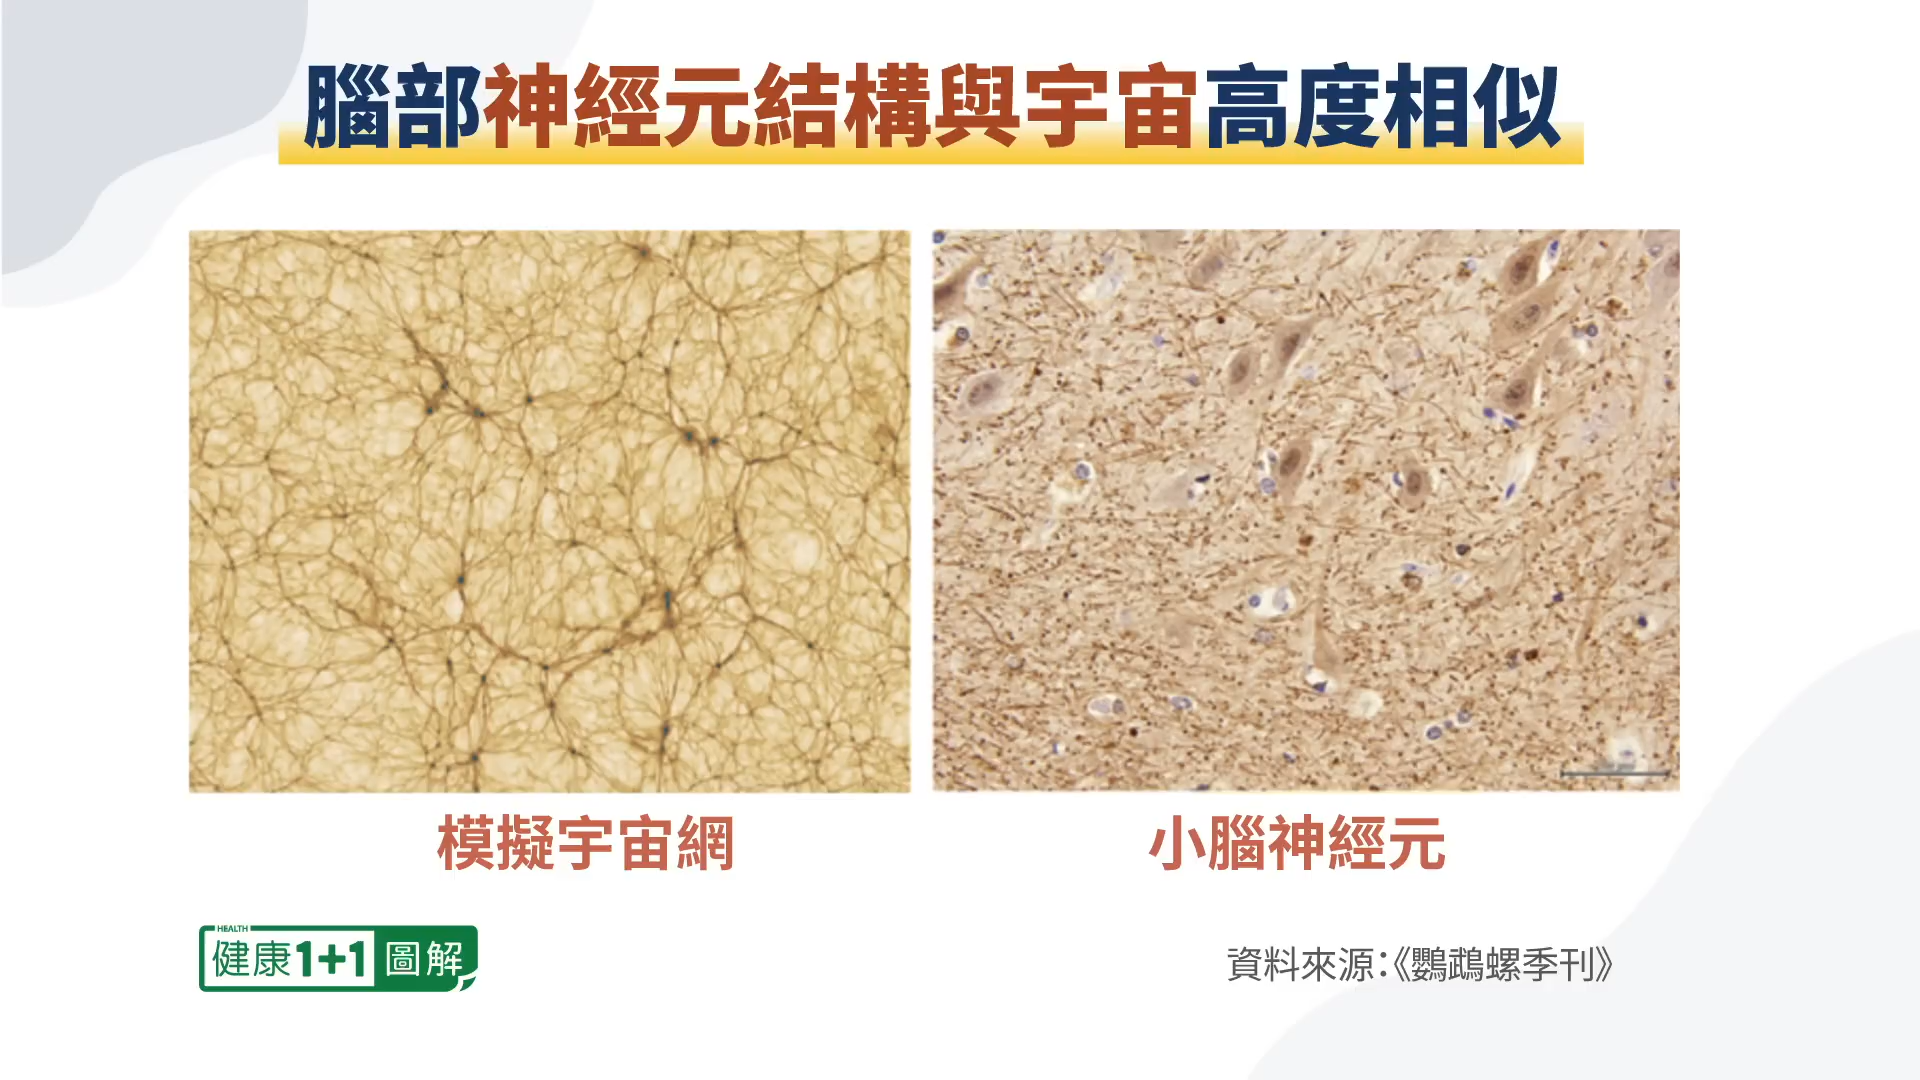 腦部神經元結構與宇宙高度相似
模擬宇宙網
小腦神經元
HEALTH
健康1+1圖解
資料來源：《鸚鵡螺季刊》